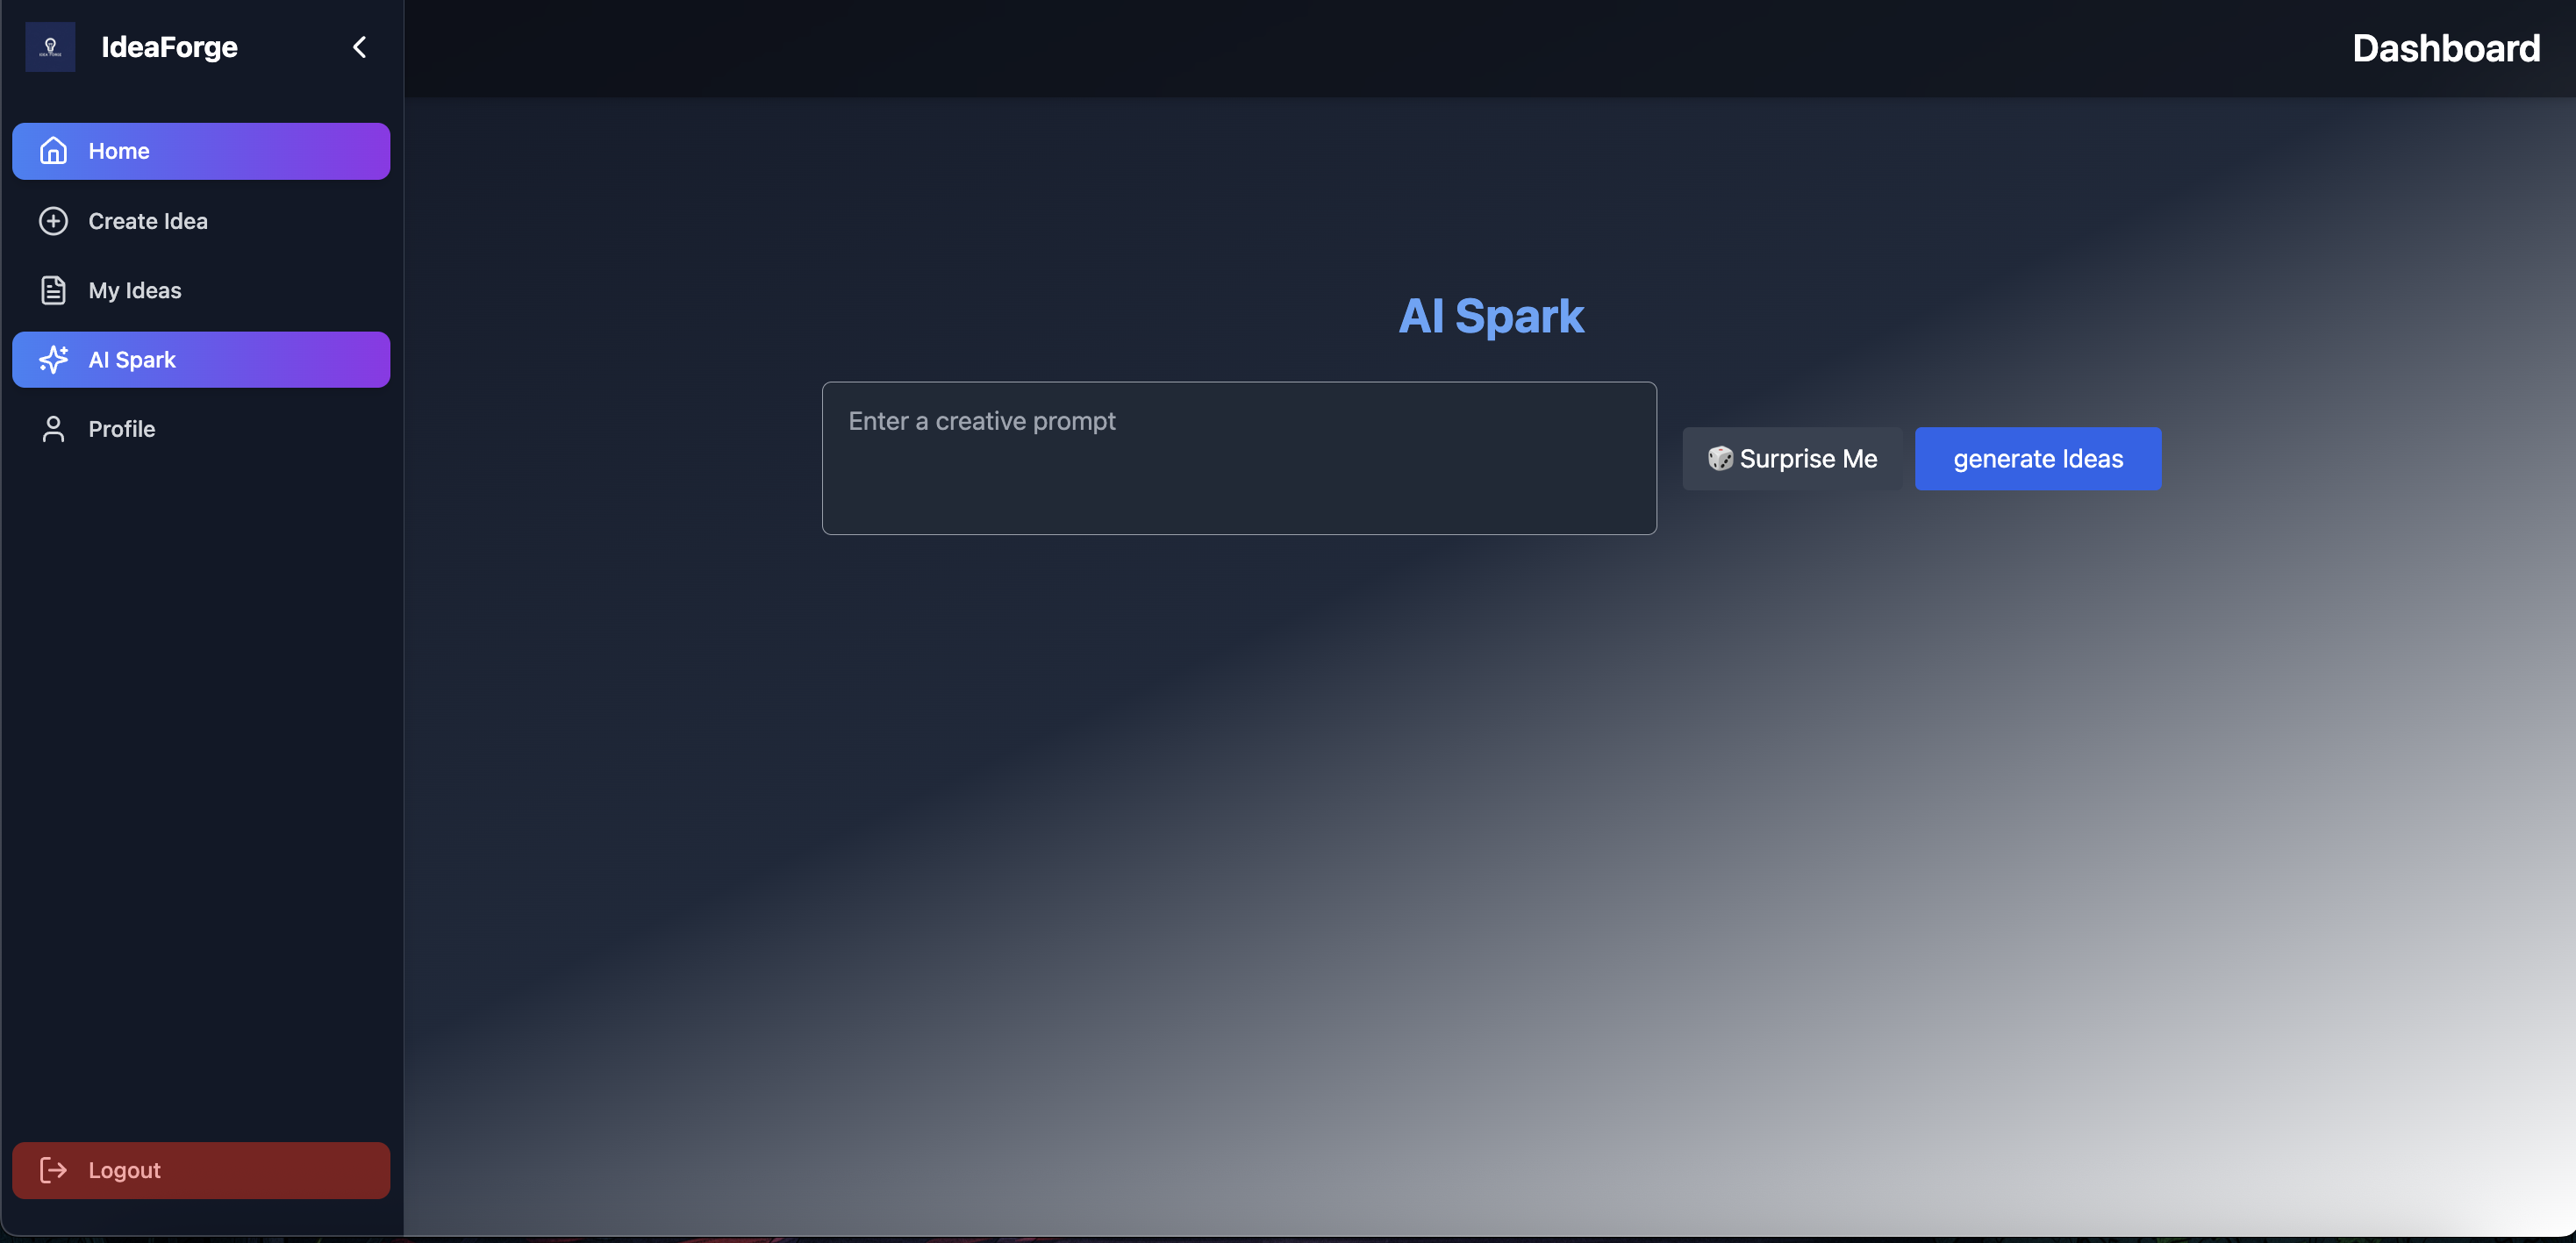 IdeaForge
Dashboard
Home
Create Idea
My Ideas
AI Spark
Profile
AI Spark
Enter a creative prompt
🎲 Surprise Me
generate Ideas
Logout